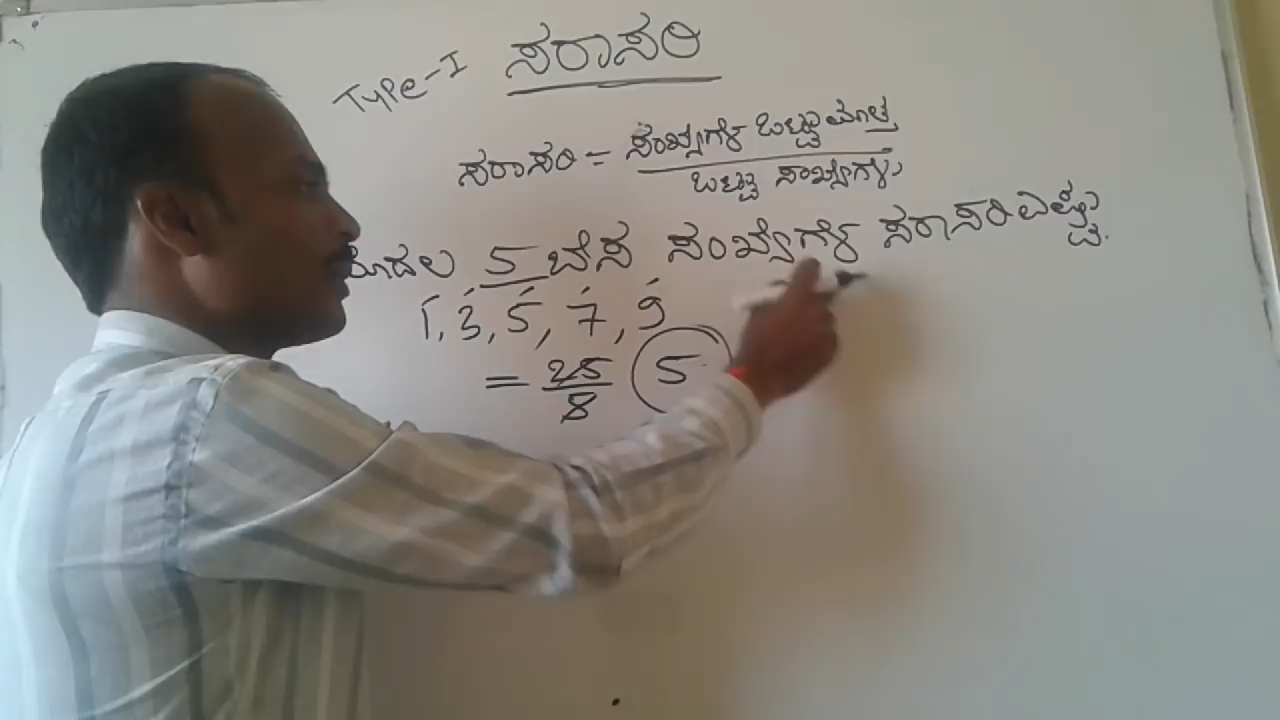 Type-I ಸರಾಸರಿ
ಸರಾಸರಿ = ಸಂಖ್ಯೆಗಳ ಒಟ್ಟು ಮೊತ್ತ
ಒಟ್ಟು ಸಂಖ್ಯೆಗಳು
ಮೊದಲ 5 ಬೆಸ ಸಂಖ್ಯೆಗಳ ಸರಾಸರಿ ಎಷ್ಟು.
1, 3, 5, 7, 9
= 25 5